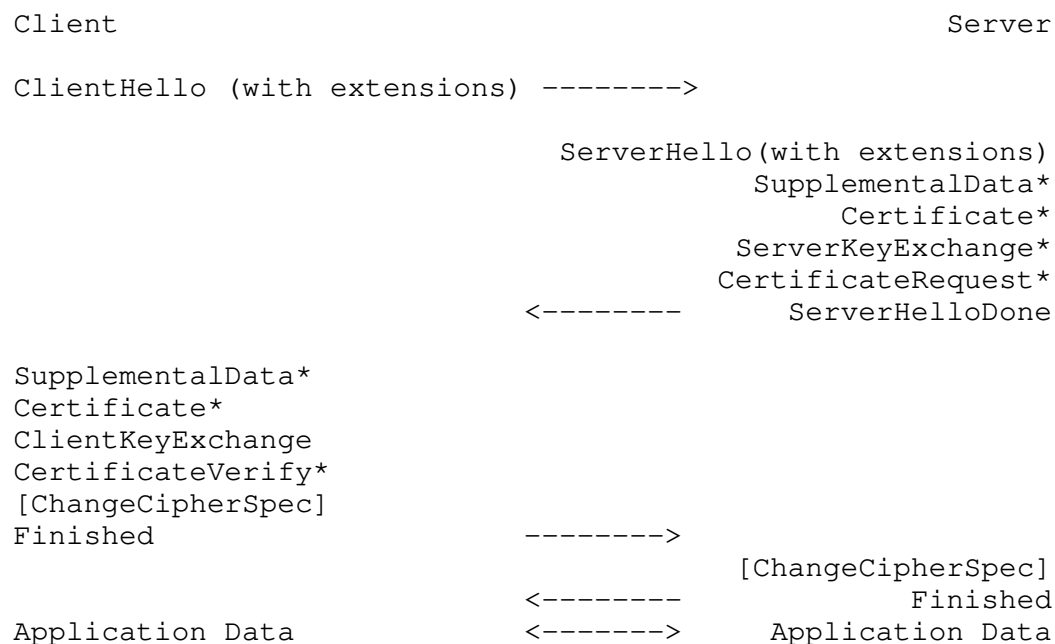 Client                                               Server
ClientHello (with extensions) -------->
ServerHello(with extensions)
SupplementalData*
Certificate*
ServerKeyExchange*
CertificateRequest*
<--------      ServerHelloDone
SupplementalData*
Certificate*
ClientKeyExchange
CertificateVerify*
[ChangeCipherSpec]
Finished                     -------->
[ChangeCipherSpec]
<--------             Finished
Application Data             <------->     Application Data